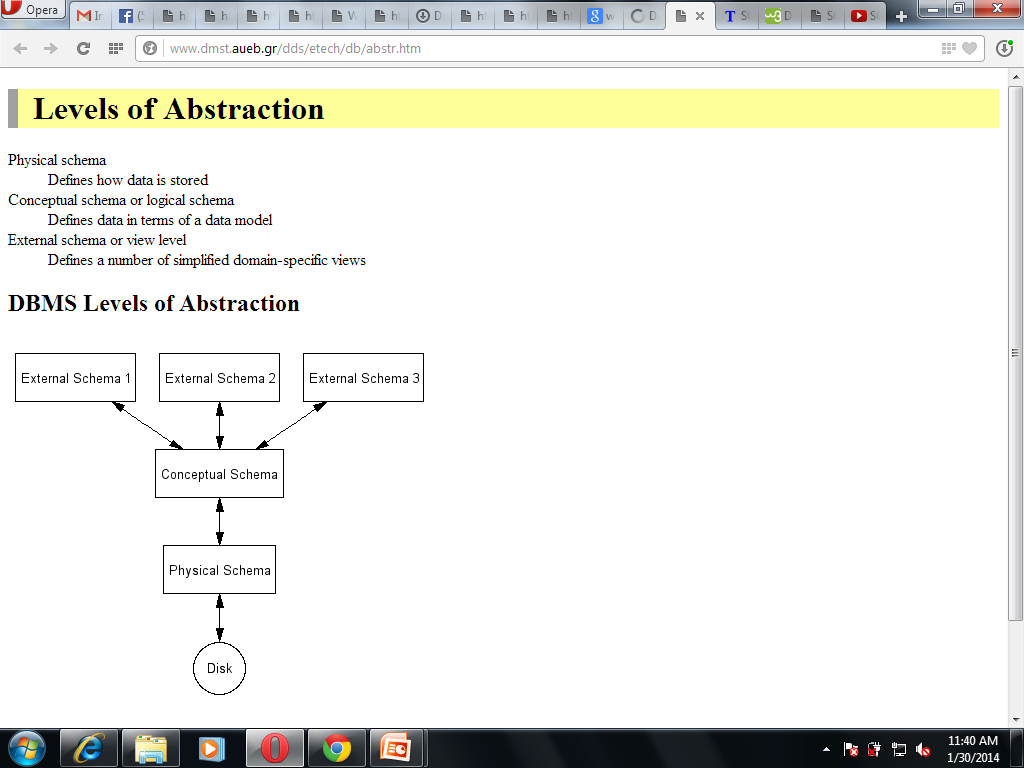 Opera
Ir
(5
h
h
h
h
W
h
D
h
h
h
w
D
S
D
S
S
www.dmst.aueb.gr/dds/etech/db/abstr.htm
Levels of Abstraction
Physical schema
Defines how data is stored
Conceptual schema or logical schema
Defines data in terms of a data model
External schema or view level
Defines a number of simplified domain-specific views
DBMS Levels of Abstraction
External Schema 1
External Schema 2
External Schema 3
Conceptual Schema
Physical Schema
Disk
11:40 AM
1/30/2014